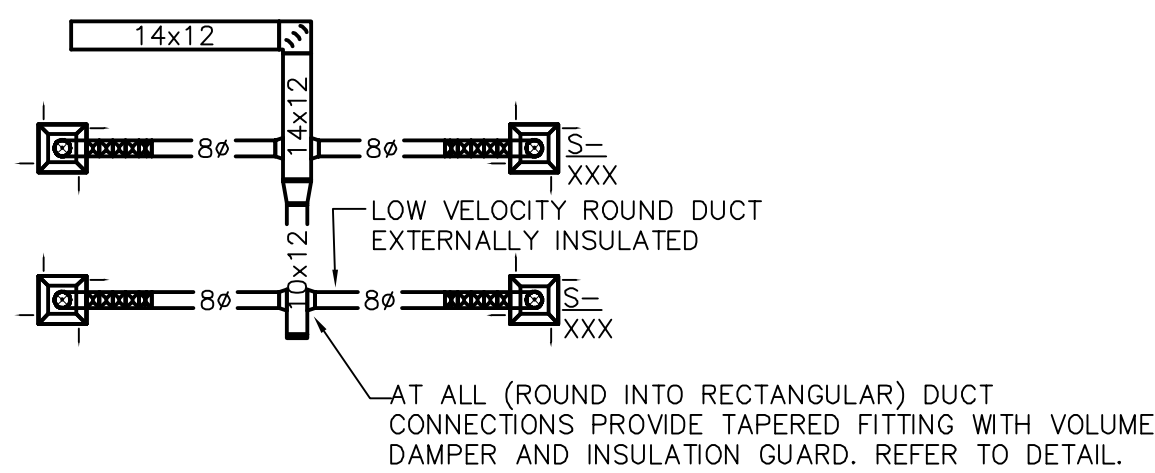 14x12
14x12
8ø
8ø
S-
XXX
LOW VELOCITY ROUND DUCT
EXTERNALLY INSULATED
10x12
8ø
8ø
S-
XXX
AT ALL (ROUND INTO RECTANGULAR) DUCT
CONNECTIONS PROVIDE TAPERED FITTING WITH VOLUME
DAMPER AND INSULATION GUARD. REFER TO DETAIL.